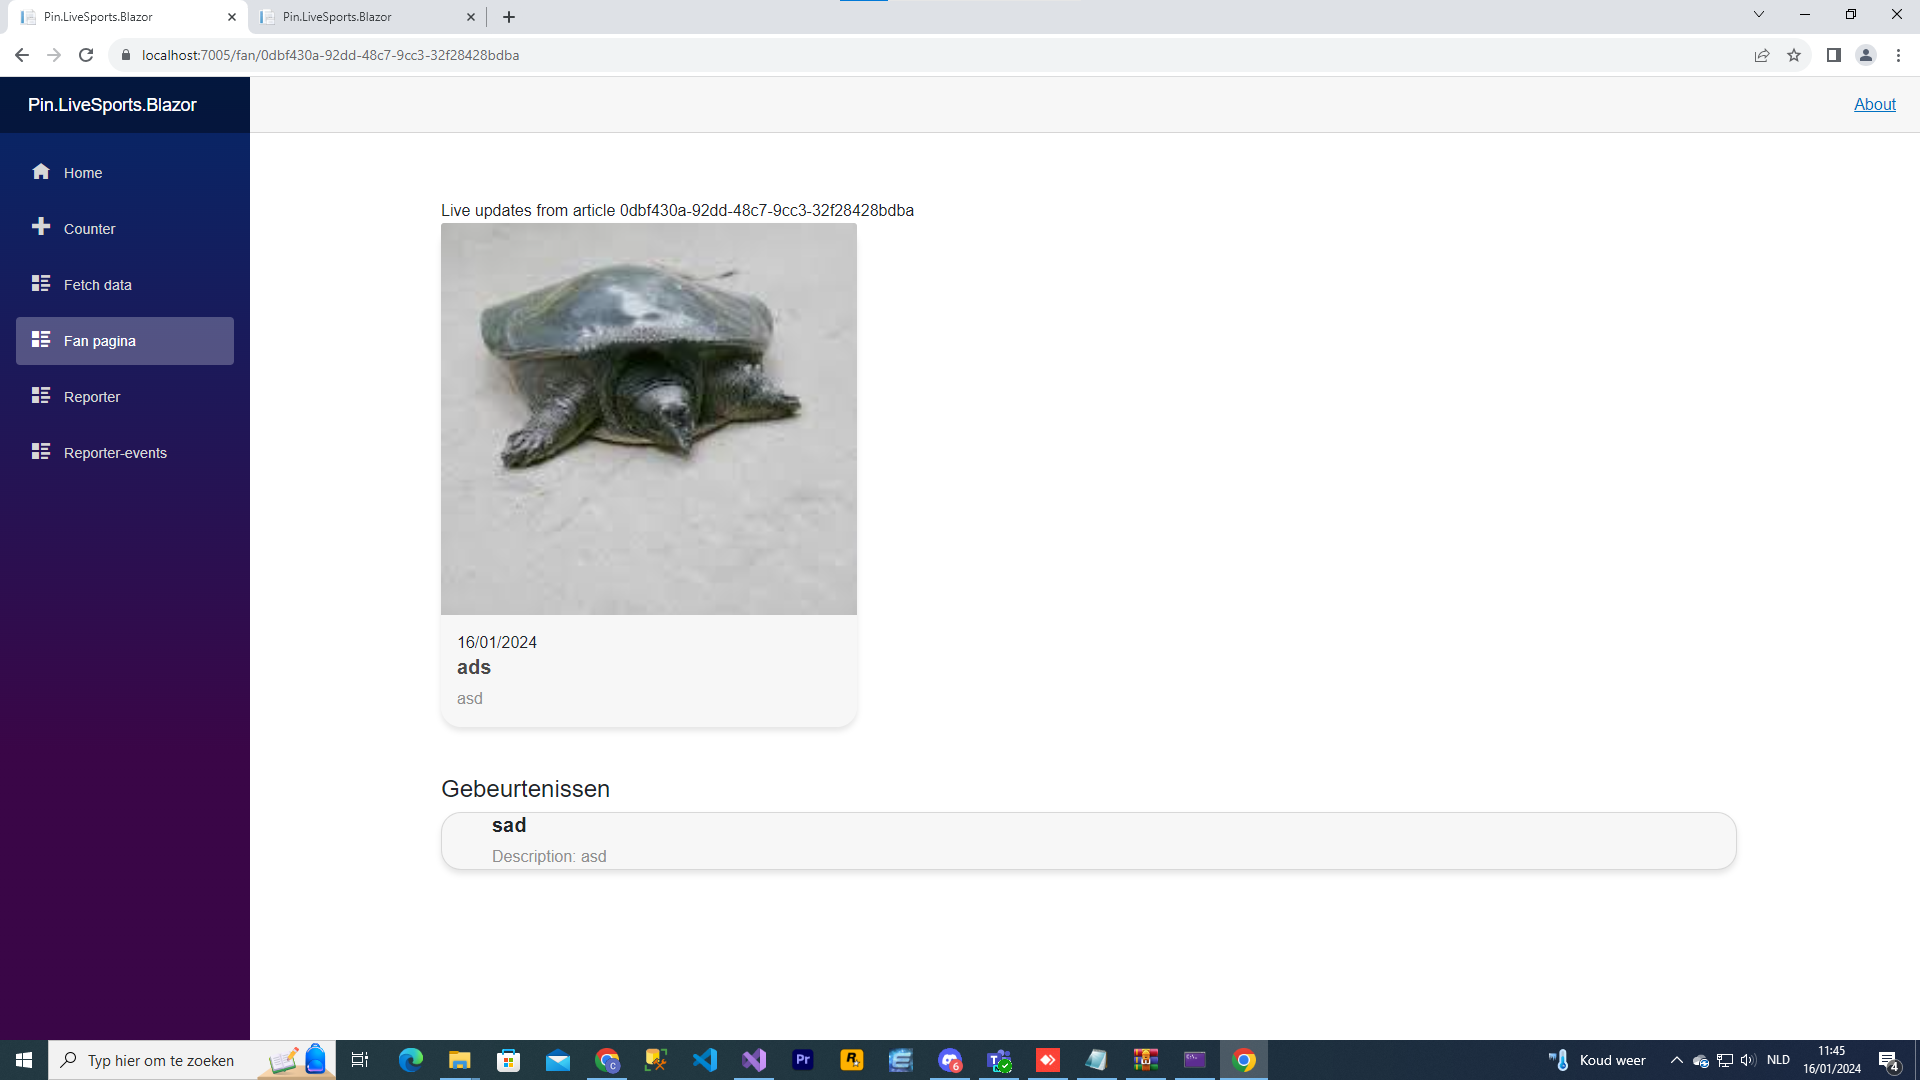 Pin.LiveSports.Blazor
Pin.LiveSports.Blazor
localhost:7005/fan/0dbf430a-92dd-48c7-9cc3-32f28428bdba
Pin.LiveSports.Blazor
About
Home
Counter
Fetch data
Fan pagina
Reporter
Reporter-events
Live updates from article 0dbf430a-92dd-48c7-9cc3-32f28428bdba
16/01/2024
ads
asd
Gebeurtenissen
sad
Description: asd
Typ hier om te zoeken
C
Pr
R
6
Koud weer
NLD
11:45
16/01/2024
4